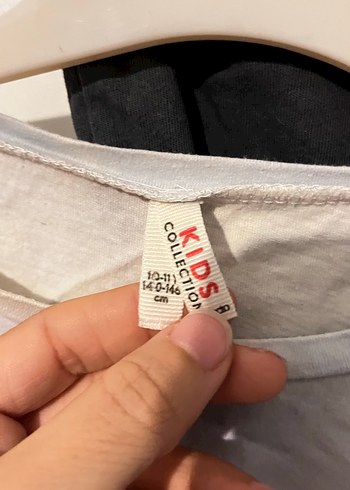 KIDS
COLLECTION
10-11)
140-146
cm